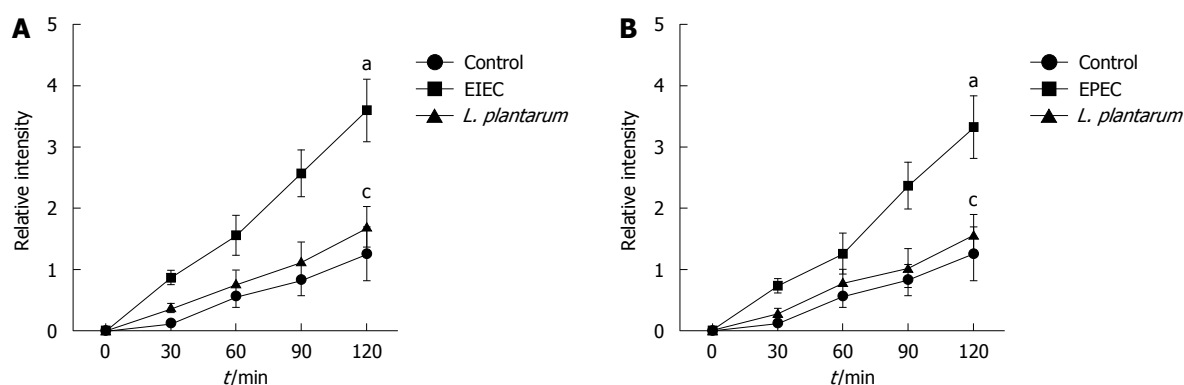 A
Relative intensity
5
4
3
2
1
0
0 30 60 90 120
t/min
a
c
Control
EIEC
L. plantarum
B
Relative intensity
5
4
3
2
1
0
0 30 60 90 120
t/min
a
c
Control
EPEC
L. plantarum